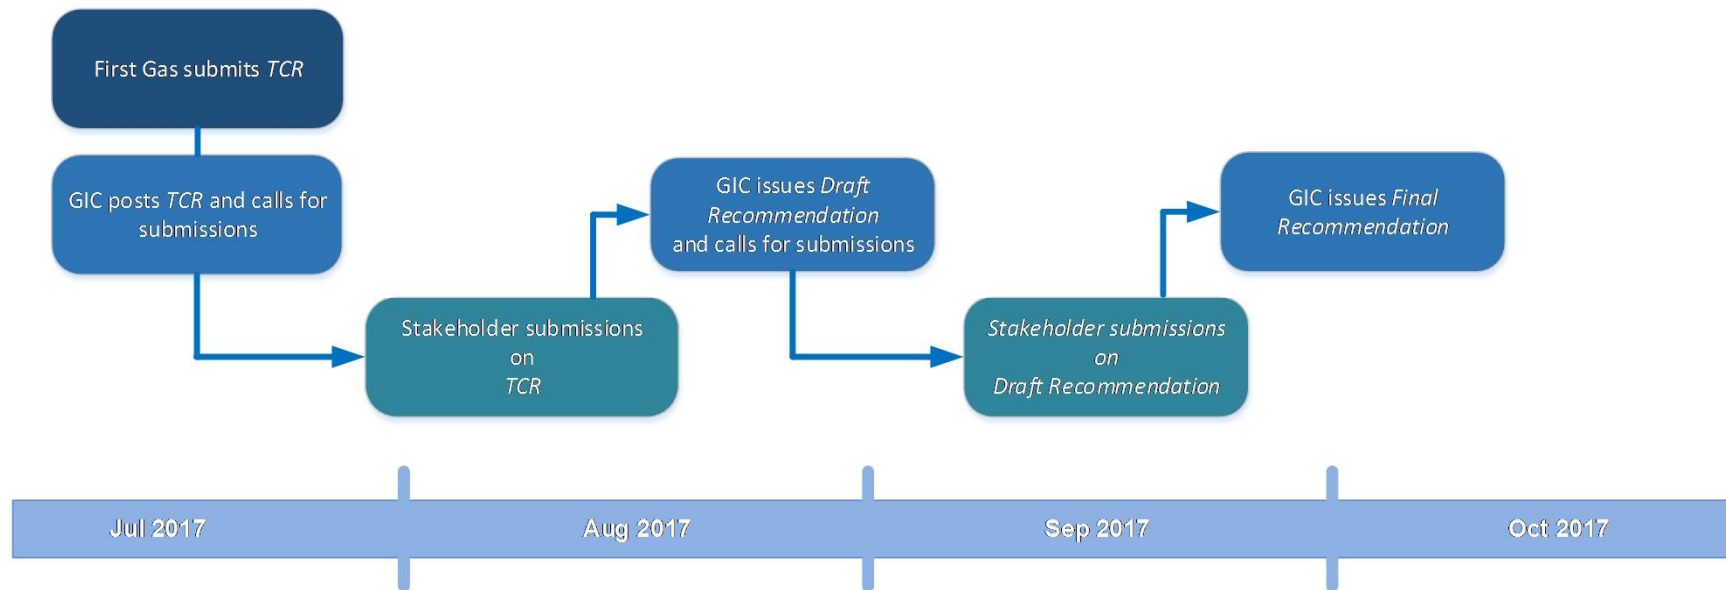 First Gas submits TCR
GIC posts TCR and calls for
submissions
Stakeholder submissions
on
TCR
GIC issues Draft
Recommendation
and calls for submissions
Stakeholder submissions
on
Draft Recommendation
GIC issues Final
Recommendation
Jul 2017
Aug 2017
Sep 2017
Oct 2017